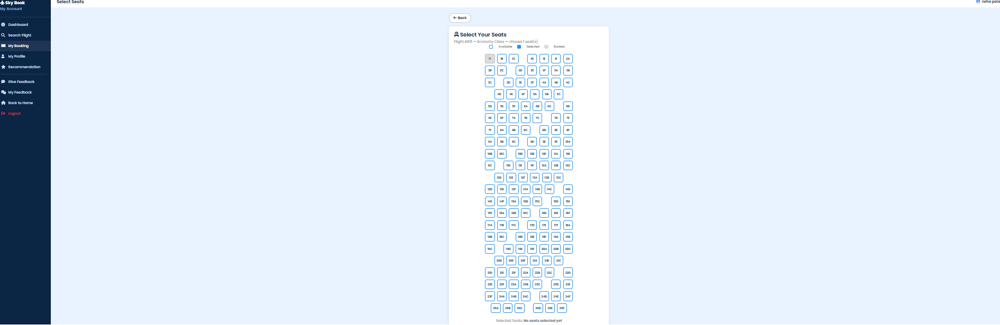 Sky Book
My Account
Dashboard
Search Flight
My Booking
My Profile
Recommendation
Give Feedback
My Feedback
Back to Home
Logout
Select Seats
neha pate
Back
Select Your Seats
Flight AI101 — Economy Class — choose 1 seat(s)
Available Selected Booked
1B 1C 1D 1E 1F 2A
2B 2C 2D 2E 2F 3A 3B
3C 3D 3E 3F 4A 4B 4C
4D 4E 4F 5A 5B 5C
5D 5E 5F 6A 6B 6C 6D
6E 6F 7A 7B 7C 7D 7E
7F 8A 8B 8C 8D 8E 8F
9A 9B 9C 9D 9E 9F 10A
10B 10C 10D 10E 10F 11A 11B
11C 11D 11E 11F 12A 12B 12C
12D 12E 12F 13A 13B 13C
13D 13E 13F 14A 14B 14C 14D
14E 14F 15A 15B 15C 15D 15E
15F 16A 16B 16C 16D 16E 16F
17A 17B 17C 17D 17E 17F 18A
18B 18C 18D 18E 18F 19A 19B
19C 19D 19E 19F 20A 20B 20C
20D 20E 20F 21A 21B 21C
21D 21E 21F 22A 22B 22C 22D
22E 22F 23A 23B 23C 23D 23E
23F 24A 24B 24C 24D 24E 24F
25A 25B 25C 25D 25E 25F
Selected Seats: No seats selected yet